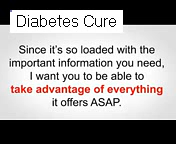 Diabetes Cure
Since it's so loaded with the
important information you need,
I want you to be able to
take advantage of everything
it offers ASAP.